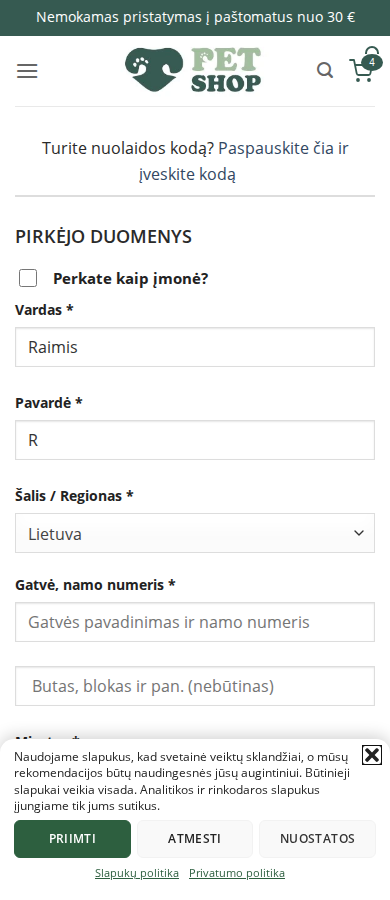 Nemokamas pristatymas į paštomatus nuo 30 €
PET
SHOP
4
Turite nuolaidos kodą? Paspauskite čia ir
įveskite kodą
PIRKĖJO DUOMENYS
Perkate kaip įmonė?
Vardas *
Raimis
Pavardė *
R
Šalis / Regionas *
Lietuva
Gatvė, namo numeris *
Gatvės pavadinimas ir namo numeris
Butas, blokas ir pan. (nebūtinas)
Naudojame slapukus, kad svetainė veiktų sklandžiai, o mūsų
rekomendacijos būtų naudingesnės jūsų augintiniui. Būtinieji
slapukai veikia visada. Analitikos ir rinkodaros slapukus
įjungiame tik jums sutikus.
PRIIMTI
ATMESTI
NUOSTATOS
Slapukų politika
Privatumo politika